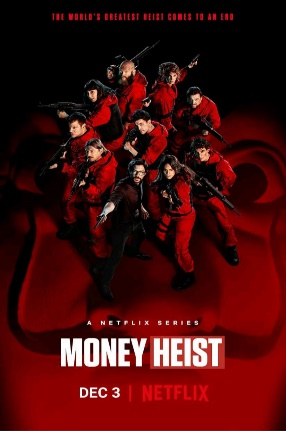 THE WORLD'S GREATEST HEIST COMES TO AN END
A NETFLIX SERIES
MONEY HEIST
DEC 3 | NETFLIX